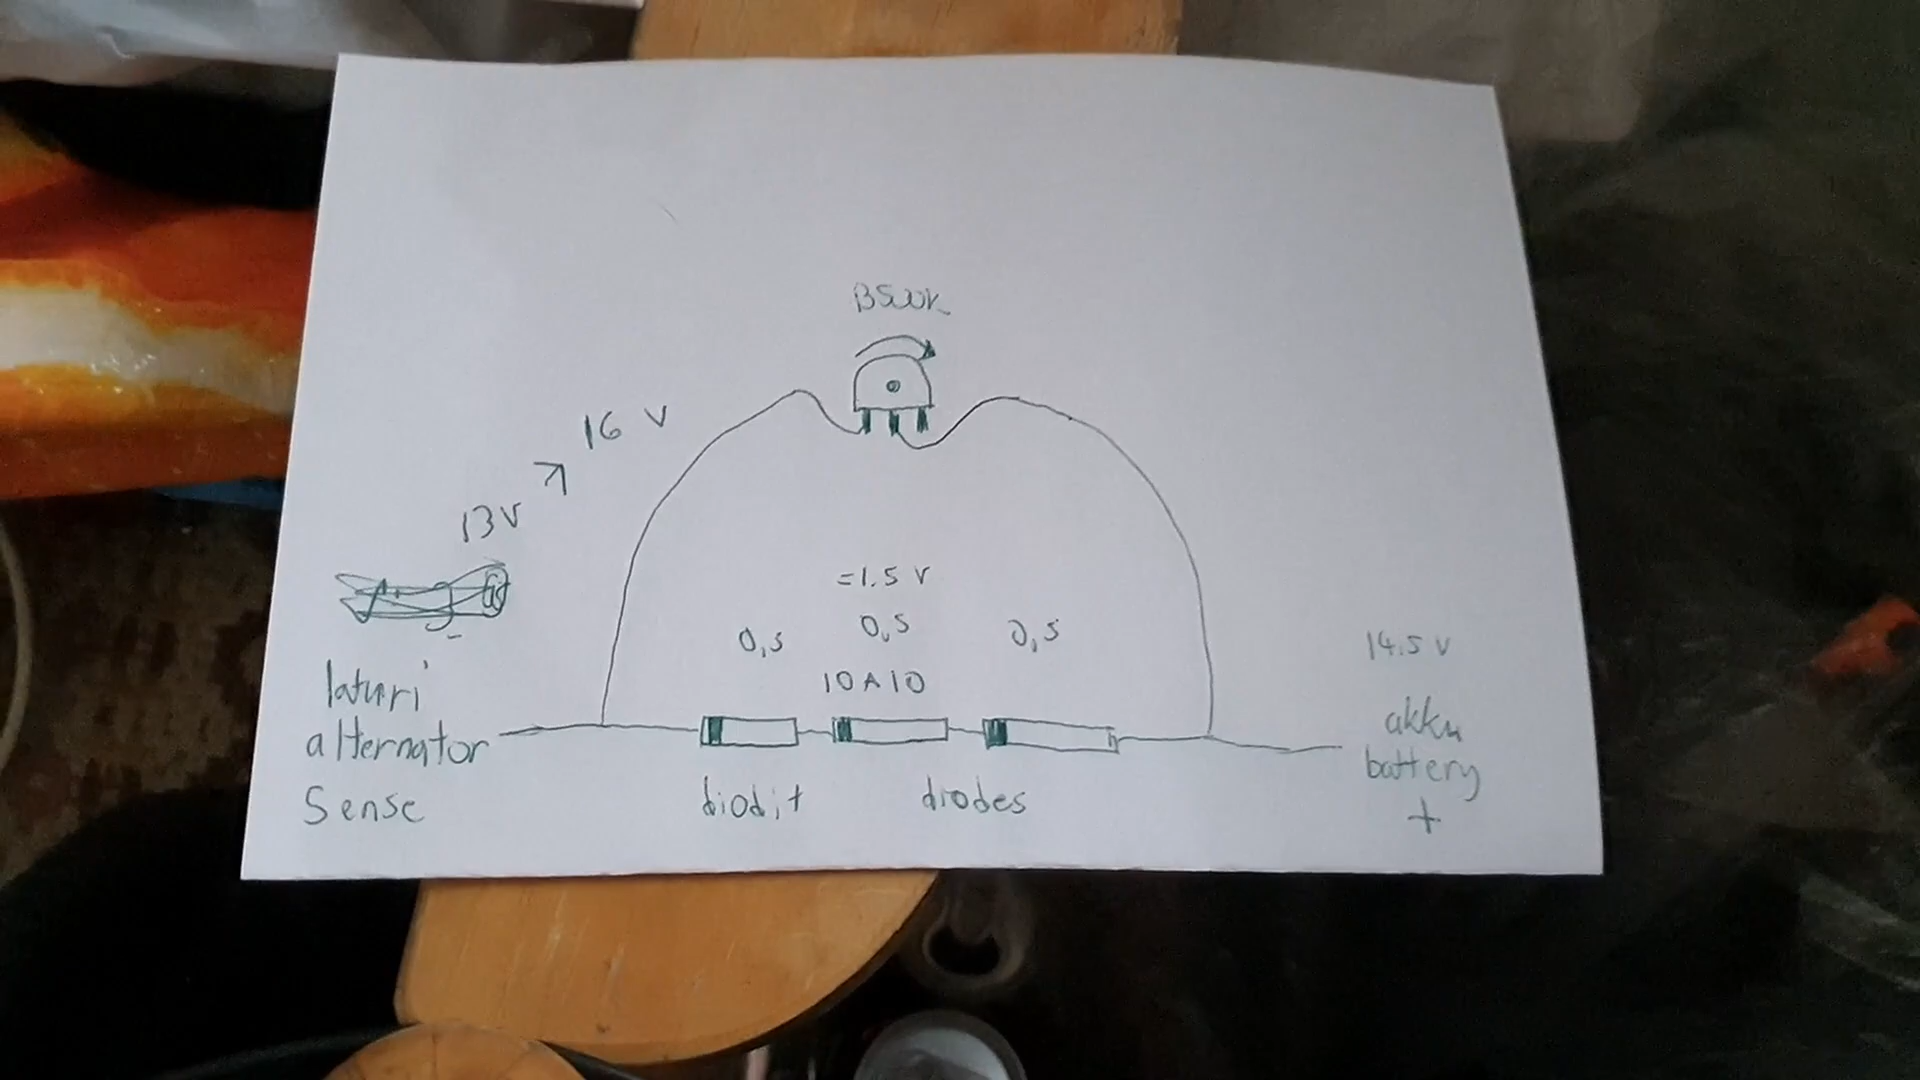 B500K
16 V
13V
=1.5 V
0,5
0,5
0,5
10A10
14.5 V
laturi
alternator
Sense
diodit
diodes
akku
battery
+